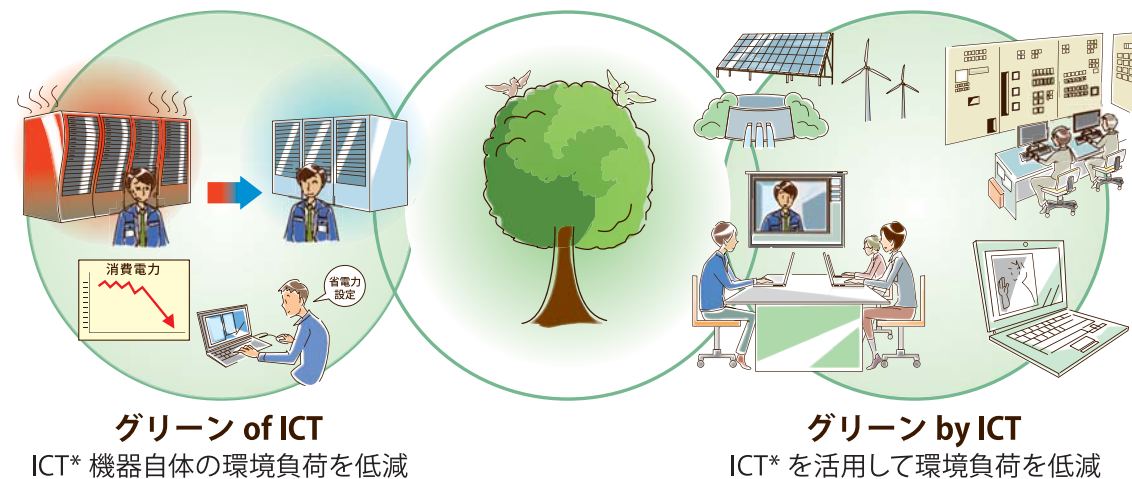 消費電力
省電力
設定
グリーン of ICT
ICT* 機器自体の環境負荷を低減
グリーン by ICT
ICT* を活用して環境負荷を低減